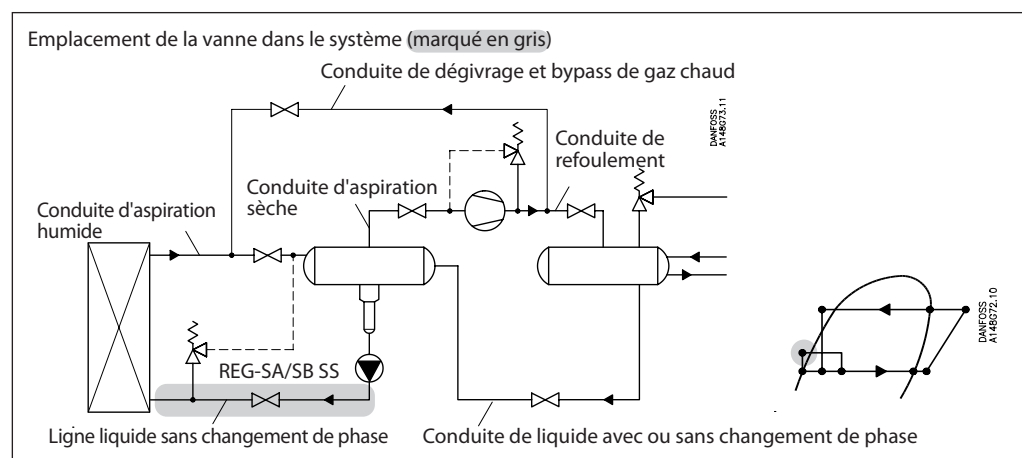 Emplacement de la vanne dans le système (marqué en gris)
Conduite de dégivrage et bypass de gaz chaud
DANFOSS
A148G73.11
Conduite de
refoulement
Conduite d'aspiration
sèche
Conduite d'aspiration
humide
DANFOSS
A148G72.10
REG-SA/SB SS
Ligne liquide sans changement de phase
Conduite de liquide avec ou sans changement de phase